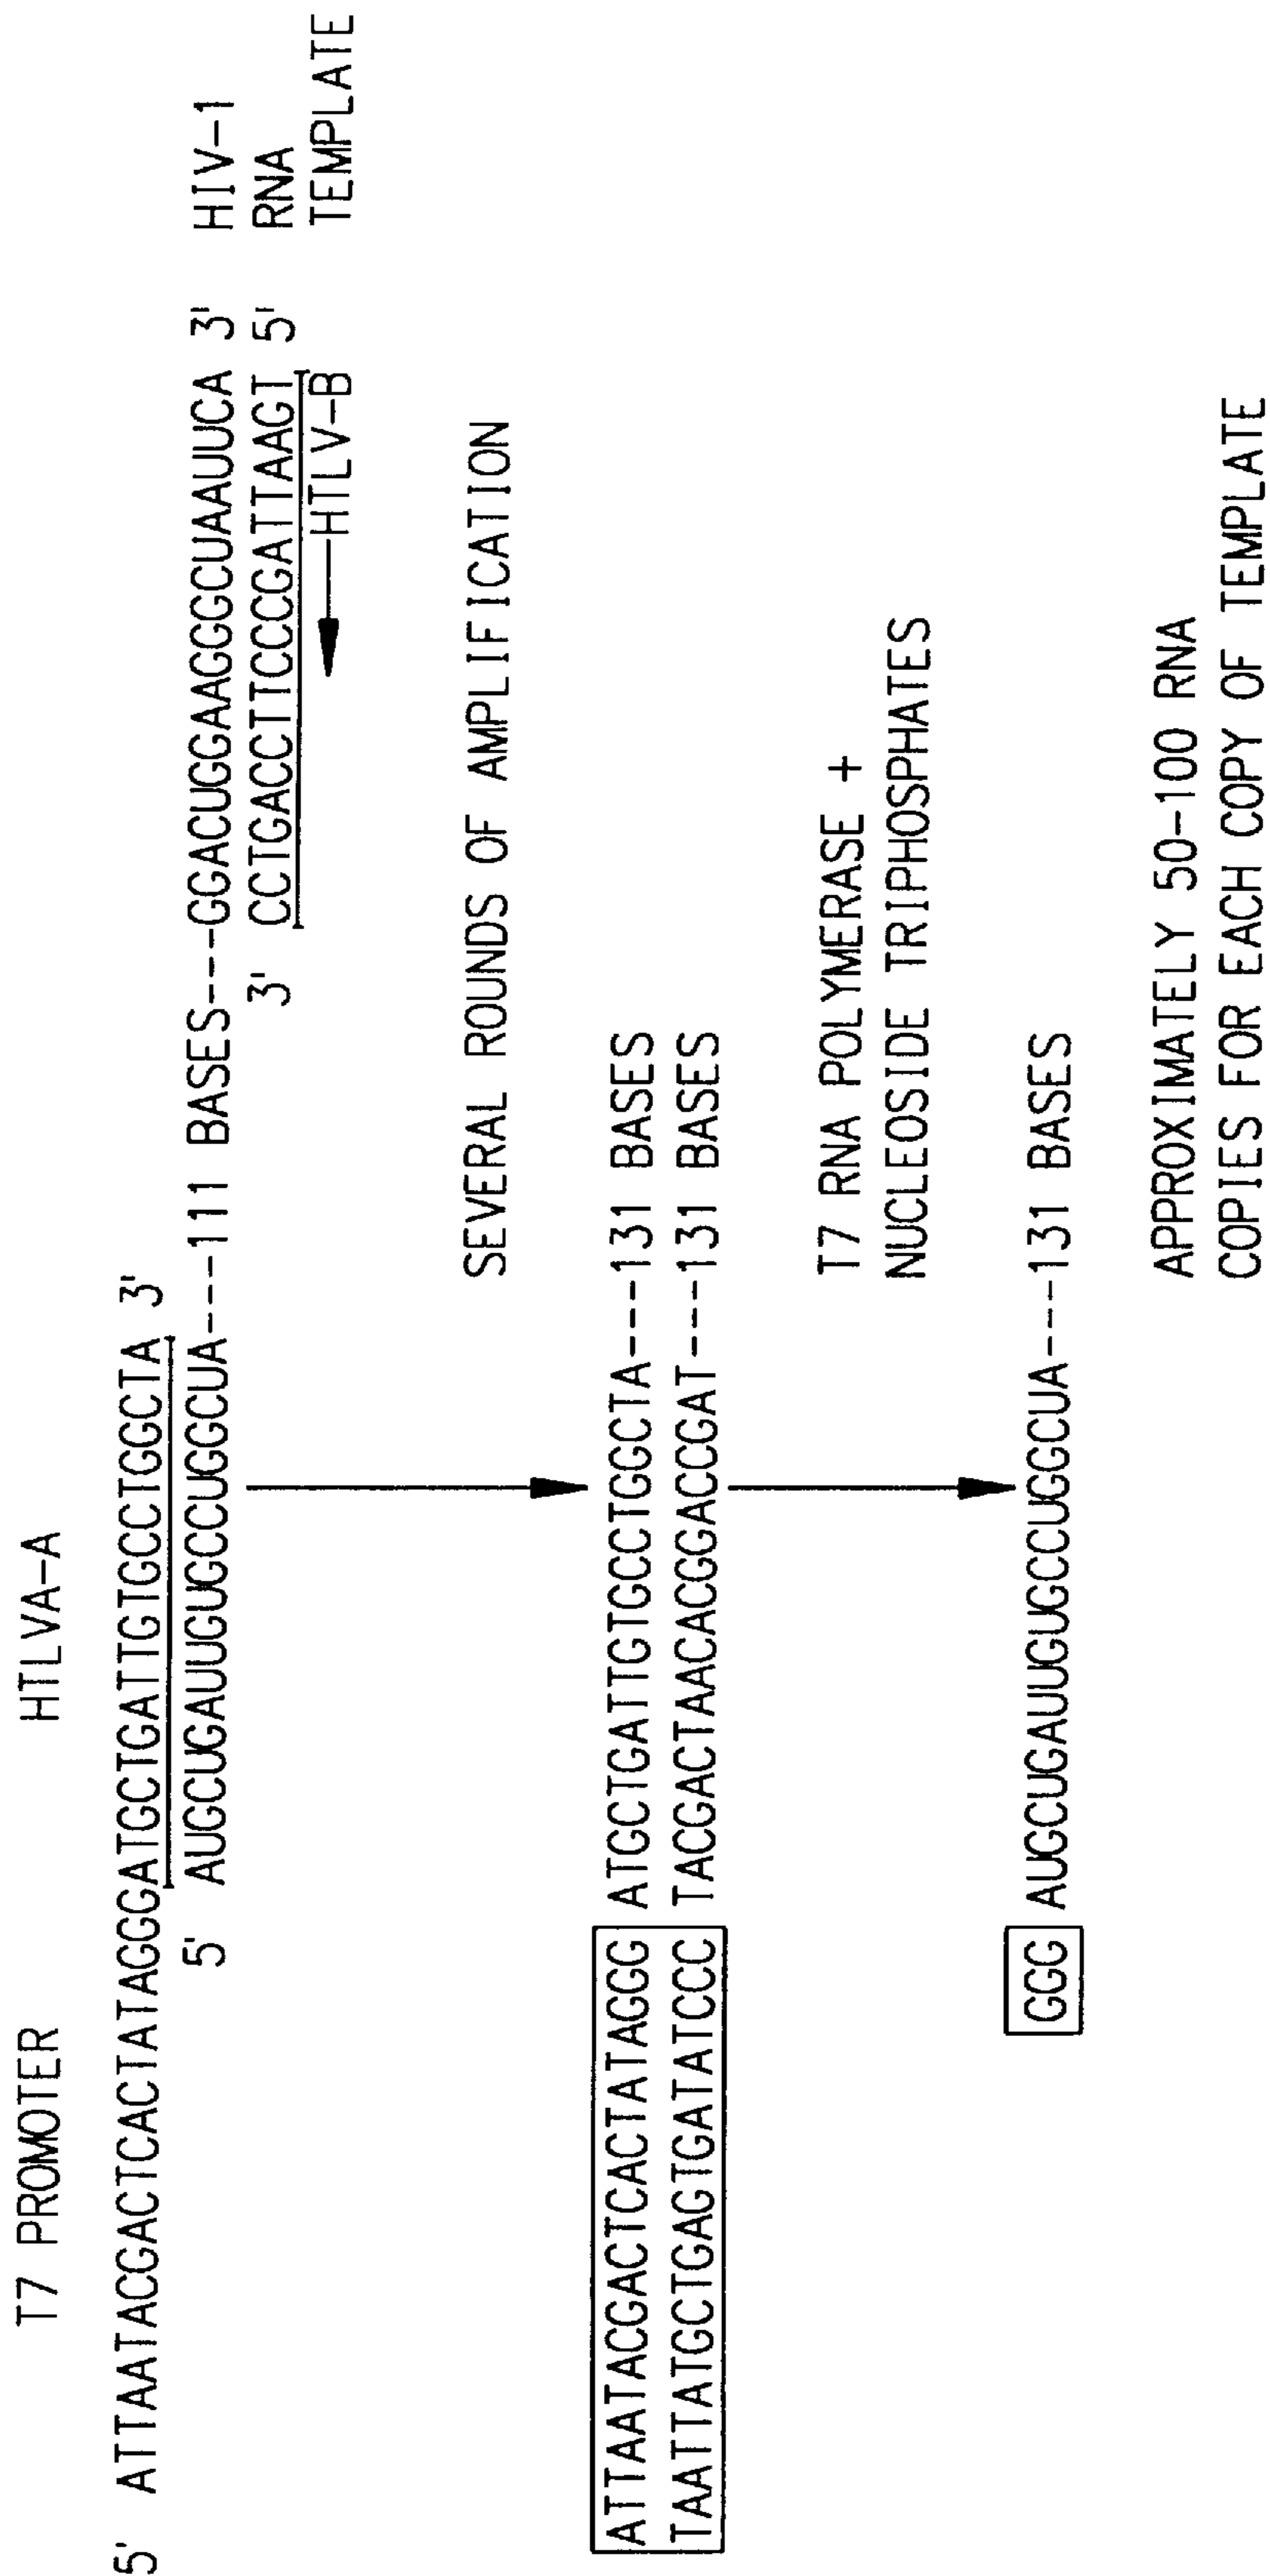 T7 PROMOTER HTLVA-A
5' ATTAATACGACTCACTATAGGGATGCTGATTGTGCCTGGCTA 3'
5' AUGCUGAUUGUGCCUGGCUA---111 BASES---GGACUGGAAGGGCUAAUUCA 3' HIV-1
3' CCTGACCTTCCCGATTAAGT 5' RNA
HTLV-B TEMPLATE
SEVERAL ROUNDS OF AMPLIFICATION
ATTAATACGACTCACTATAGGG ATGCTGATTGTGCCTGGCTA---131 BASES
TAATTATGCTGAGTGATATCCC TACGACTAACACGGACCGAT---131 BASES
T7 RNA POLYMERASE +
NUCLEOSIDE TRIPHOSPHATES
GGG AUGCUGAUUGUGCCUGGCUA---131 BASES
APPROXIMATELY 50-100 RNA
COPIES FOR EACH COPY OF TEMPLATE